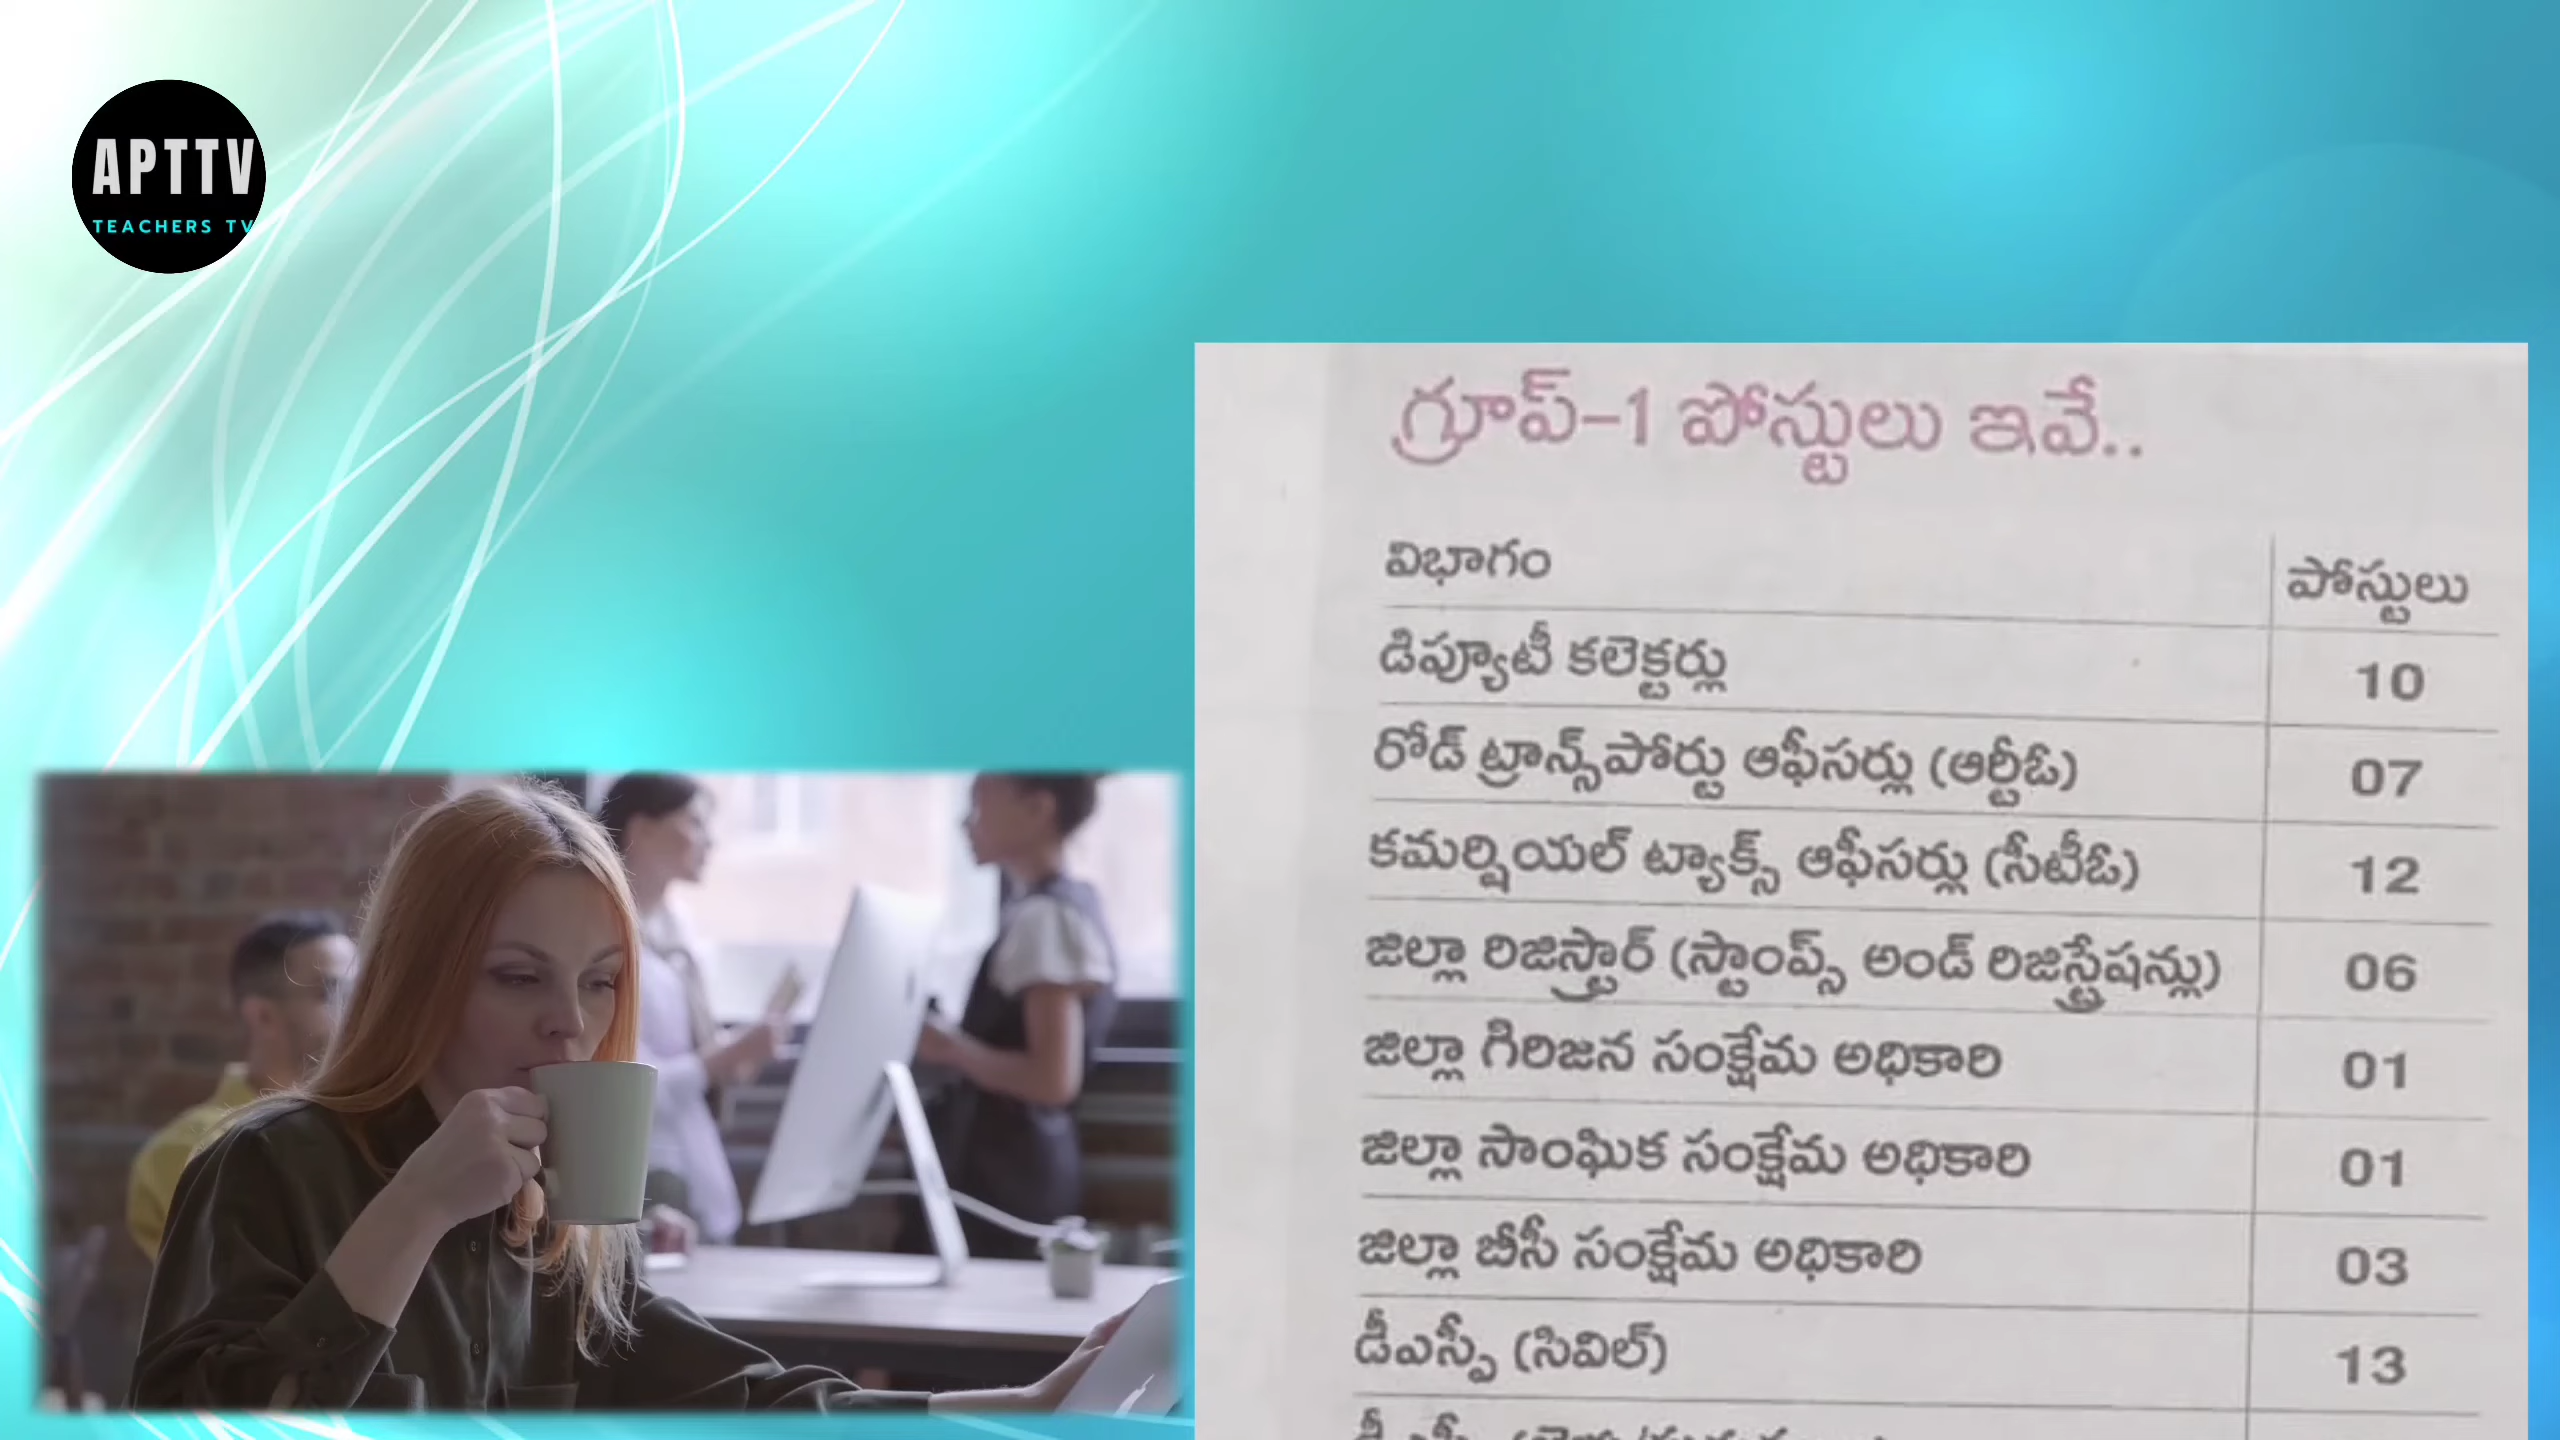 APTTV
TEACHERS TV
గ్రూప్-1 పోస్టులు ఇవే..
విభాగం పోస్టులు
డిప్యూటీ కలెక్టర్లు 10
రోడ్ ట్రాన్స్‌పోర్టు ఆఫీసర్లు (ఆర్టీఓ) 07
కమర్షియల్ ట్యాక్స్ ఆఫీసర్లు (సీటీఓ) 12
జిల్లా రిజిస్ట్రార్ (స్టాంప్స్ అండ్ రిజిస్ట్రేషన్లు) 06
జిల్లా గిరిజన సంక్షేమ అధికారి 01
జిల్లా సాంఘిక సంక్షేమ అధికారి 01
జిల్లా బీసీ సంక్షేమ అధికారి 03
డీఎస్పీ (సివిల్) 13